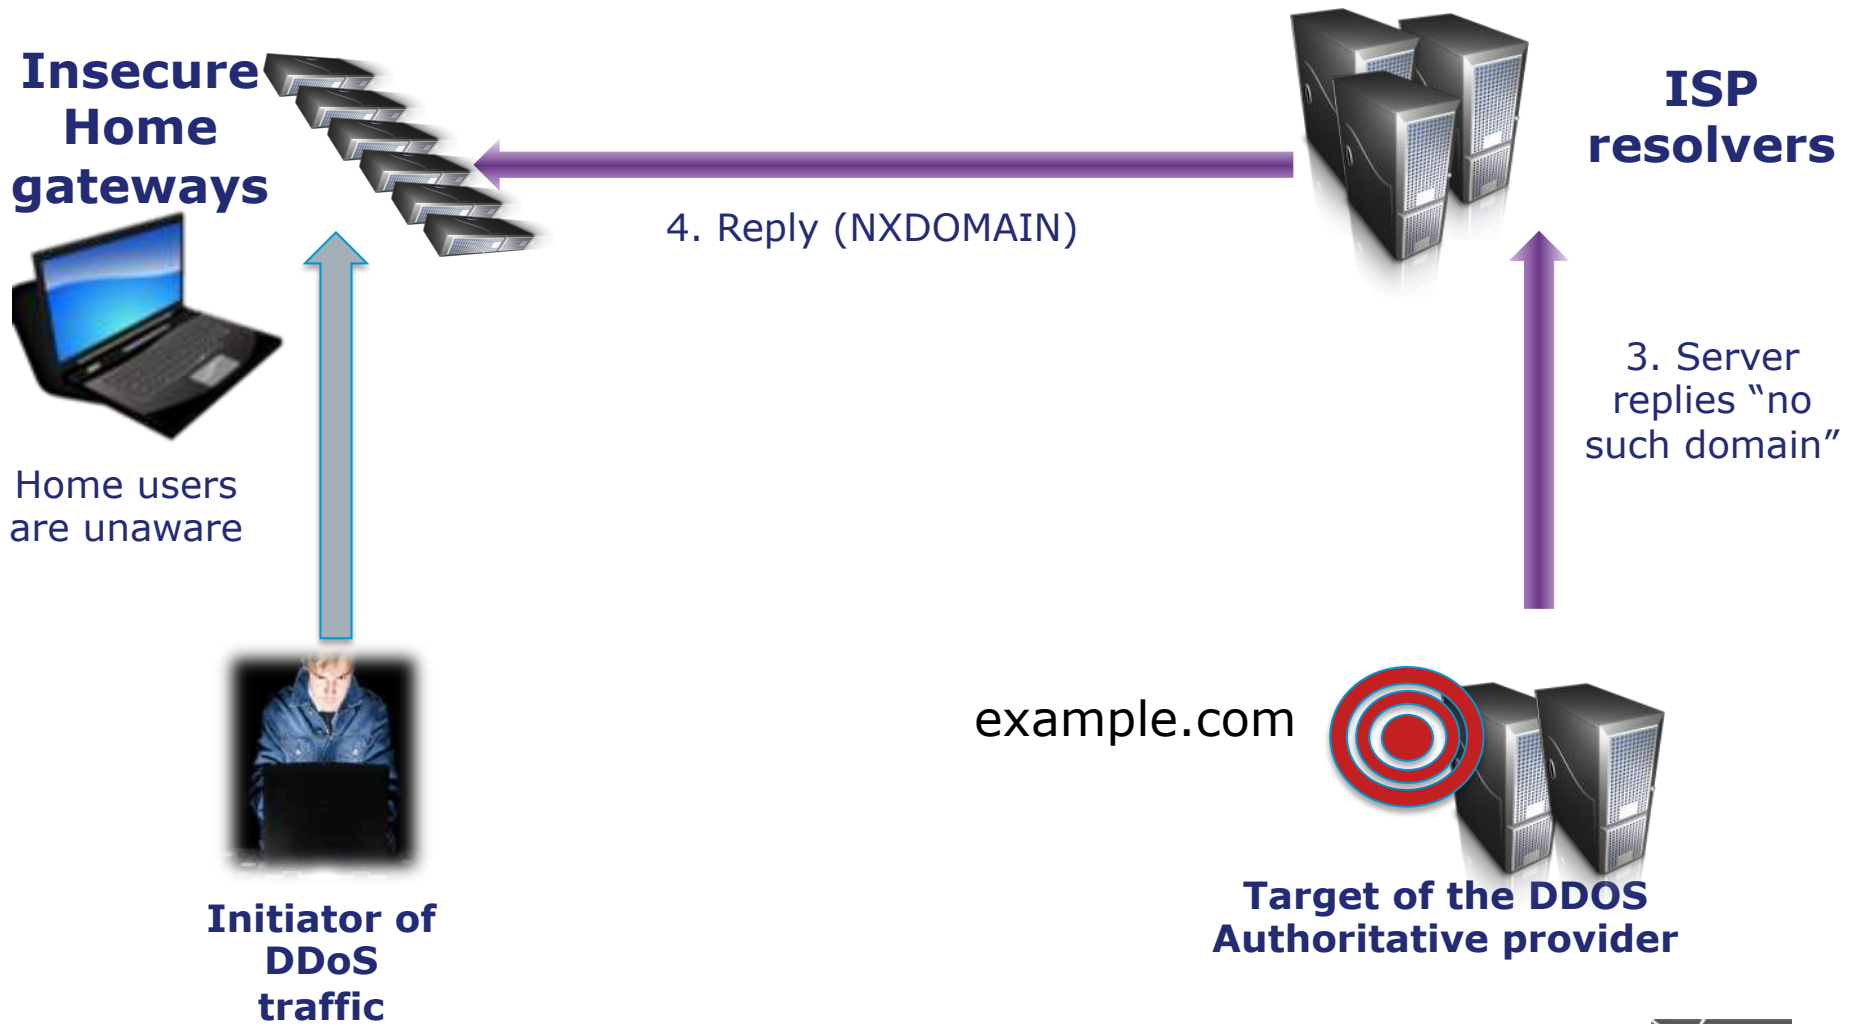 Insecure
Home
gateways
ISP
resolvers
4. Reply (NXDOMAIN)
3. Server
replies “no
such domain”
Home users
are unaware
example.com
Initiator of
DDoS
traffic
Target of the DDOS
Authoritative provider